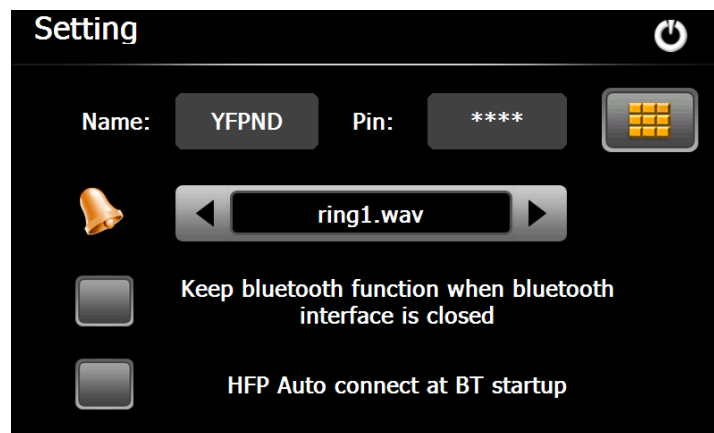 Setting
Name: YFPND Pin: ****
ring1.wav
Keep bluetooth function when bluetooth
interface is closed
HFP Auto connect at BT startup